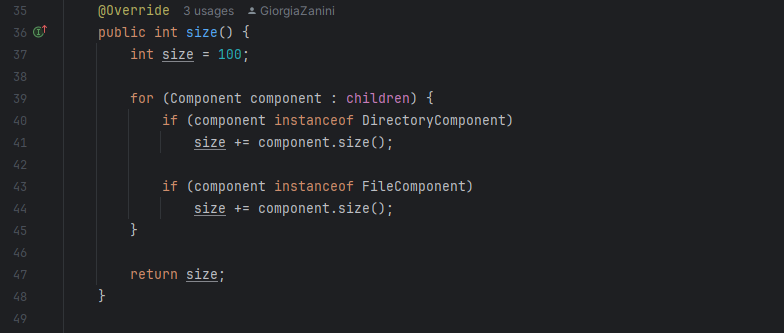 35 @Override 3 usages GiorgiaZanini
36 public int size() {
37 int size = 100;
38
39 for (Component component : children) {
40 if (component instanceof DirectoryComponent)
41 size += component.size();
42
43 if (component instanceof FileComponent)
44 size += component.size();
45 }
46
47 return size;
48 }
49